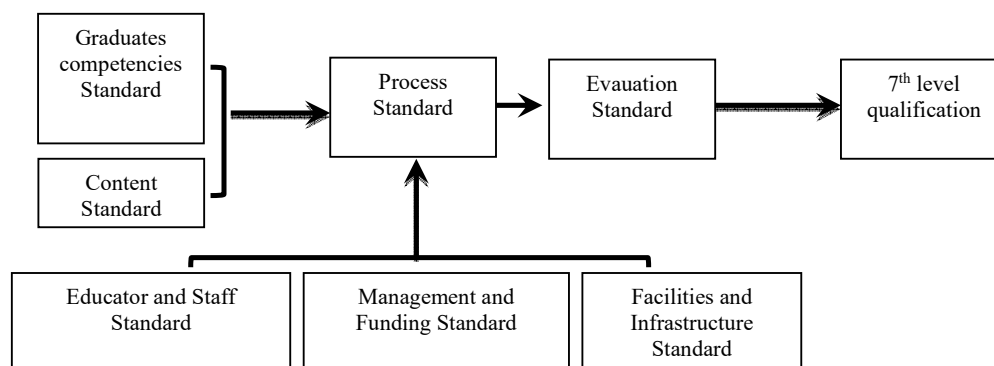 Graduates
competencies
Standard
Content
Standard
Process
Standard
Evauation
Standard
7th level
qualification
Educator and Staff
Standard
Management and
Funding Standard
Facilities and
Infrastructure
Standard